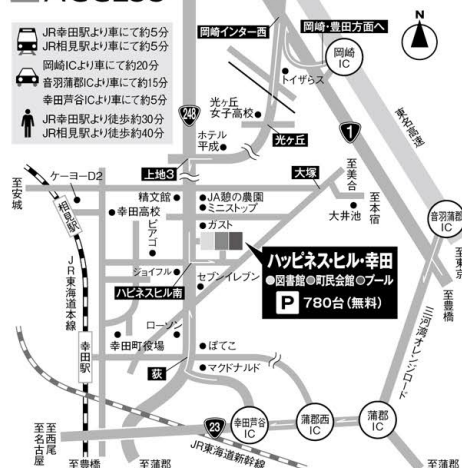 ACCESS
JR幸田駅より車にて約5分
JR相見駅より車にて約5分
岡崎ICより車にて約20分
音羽蒲郡ICより車にて約15分
幸田芦谷ICより車にて約5分
JR幸田駅より徒歩約30分
JR相見駅より徒歩約40分
岡崎インター西
岡崎・豊田方面へ
N
岡崎
IC
トイザらス
東名高速
光ヶ丘
女子高校
248
1
光ヶ丘
ホテル
平成
上地3
大塚
至美合
至本宿
大井池
ケーヨーD2
至安城
相見駅
精文館
JA憩の農園
幸田高校
ミニストップ
ピアゴ
ガスト
音羽蒲郡
IC
至東京
至豊橋
ハッピネス・ヒル・幸田
●図書館●町民会館●プール
P 780台(無料)
JR東海道本線
ジョイフル
セブンイレブン
ハピネスヒル南
三河湾オレンジロード
ローソン
幸田町役場
幸田駅
ぽてこ
荻
マクドナルド
23
幸田芦谷
IC
蒲郡西
IC
蒲郡
IC
JR東海道新幹線
至西尾
至名古屋
至豊橋
至蒲郡
至蒲郡